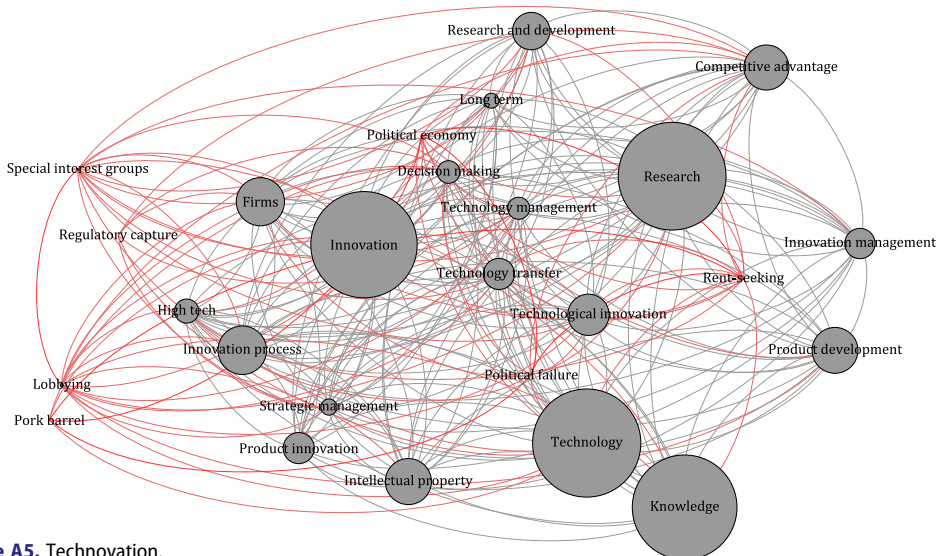 Research and development
Competitive advantage
Long term
Political economy
Special interest groups
Decision making
Research
Firms
Technology management
Regulatory capture
Innovation
Innovation management
Technology transfer
Rent-seeking
High tech
Technological innovation
Innovation process
Product development
Political failure
Lobbying
Strategic management
Pork barrel
Technology
Product innovation
Intellectual property
Knowledge
A5. Technovation.